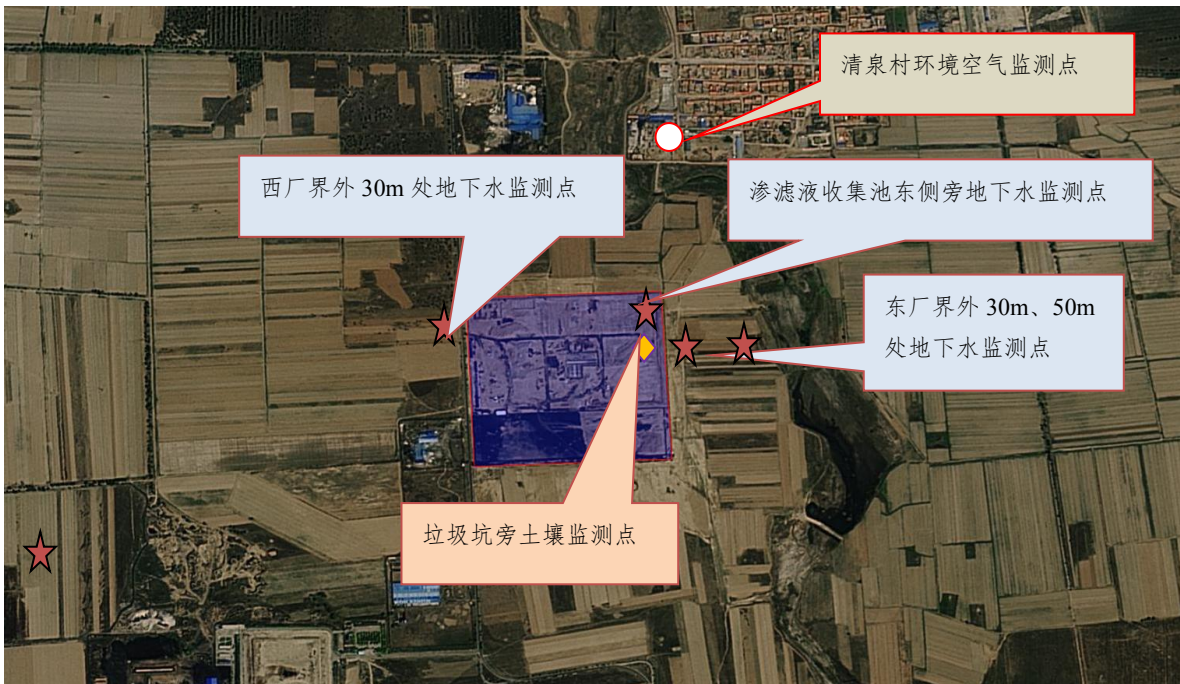 清泉村环境空气监测点
西厂界外 30m 处地下水监测点
渗滤液收集池东侧旁地下水监测点
东厂界外 30m、50m
处地下水监测点
垃圾坑旁土壤监测点